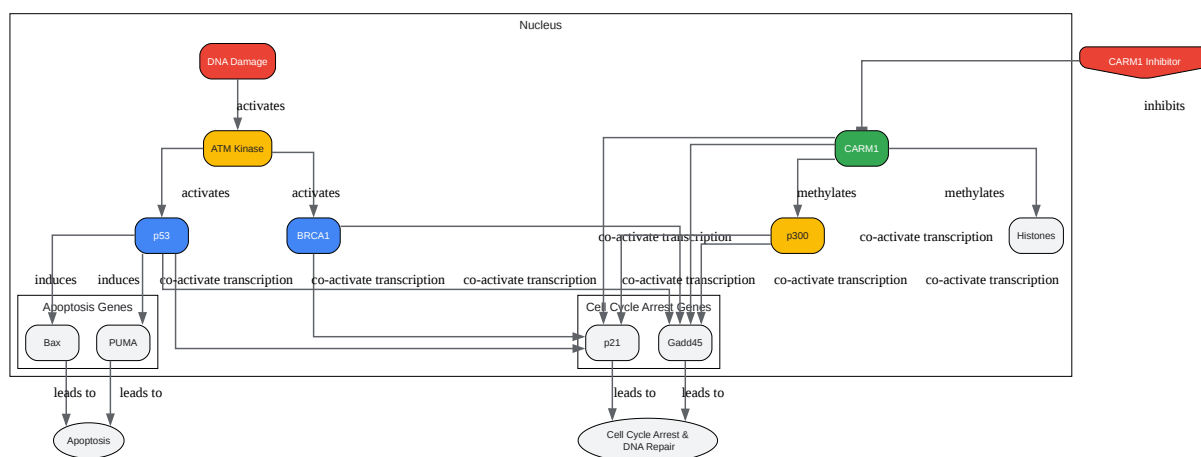 Nucleus
DNA Damage
CARM1 Inhibitor
activates
inhibits
ATM Kinase
CARM1
activates
activates
methylates
methylates
p53
BRCA1
co-activate transcription
p300
co-activate transcription
Histones
induces
induces
co-activate transcription
co-activate transcription
co-activate transcription
co-activate transcription
co-activate transcription
co-activate transcription
Apoptosis Genes
Cell Cycle Arrest Genes
Bax
PUMA
p21
Gadd45
leads to
leads to
leads to
leads to
Apoptosis
Cell Cycle Arrest &
DNA Repair